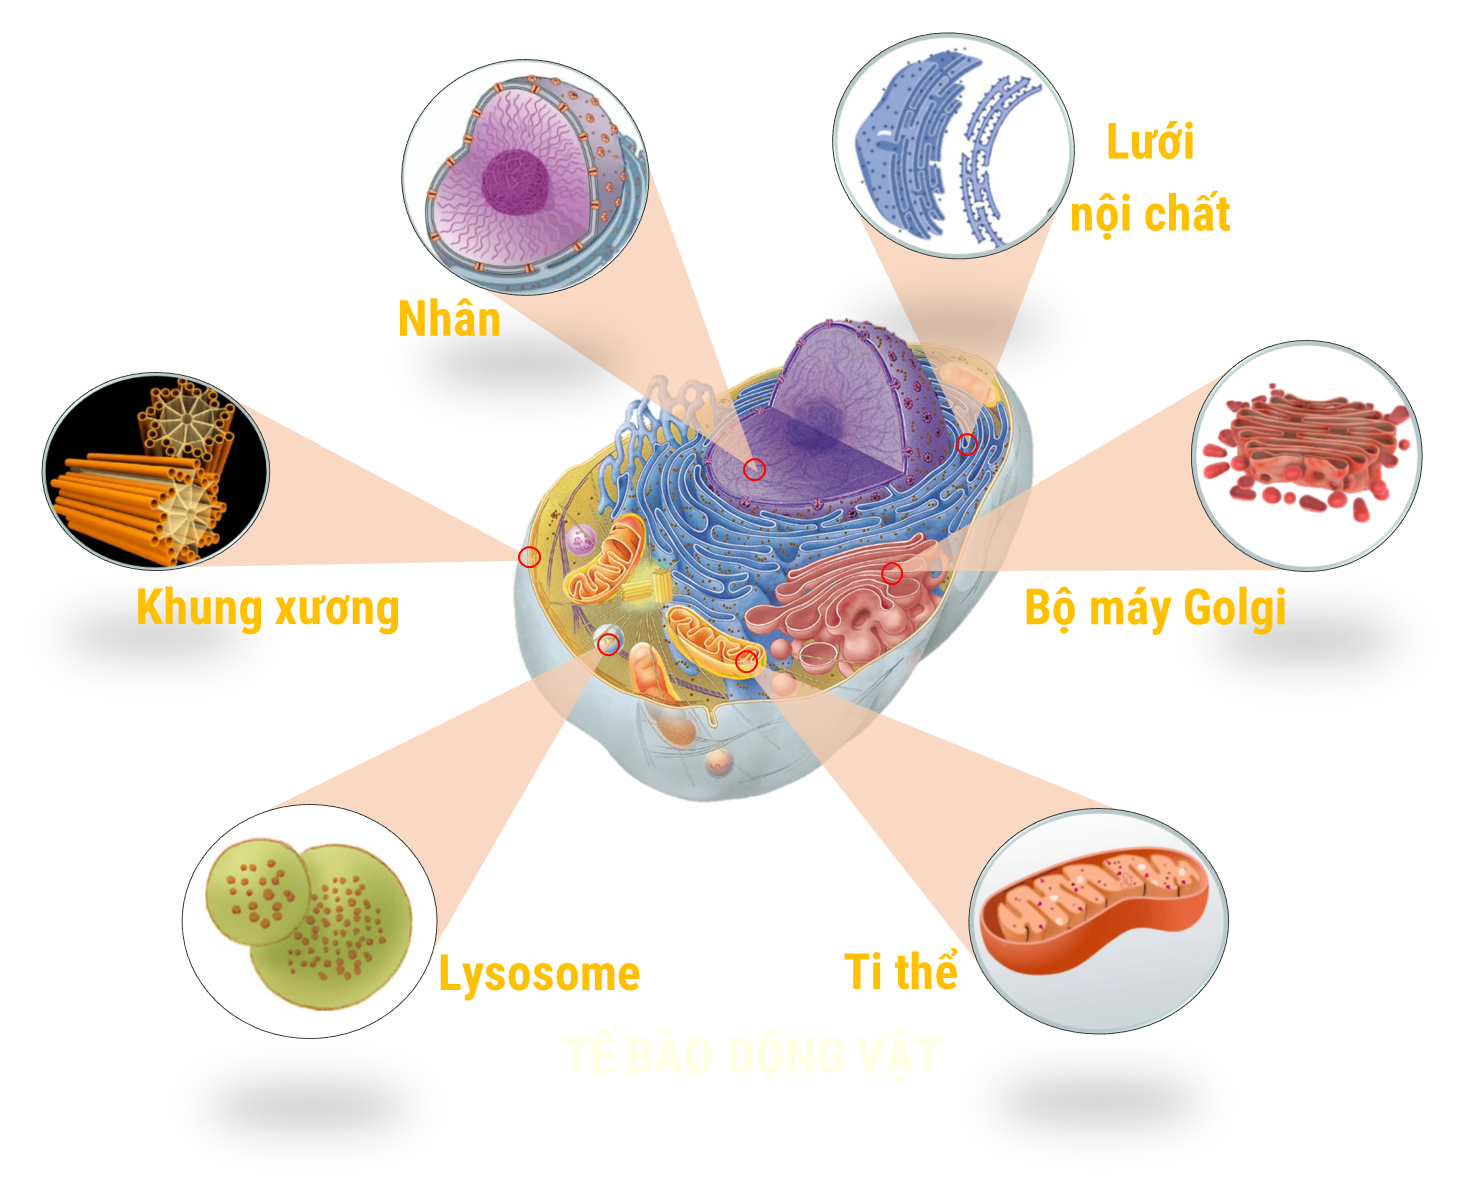 Lưới
nội chất
Nhân
Khung xương
Bộ máy Golgi
Lysosome
Ti thể
TẾ BÀO ĐỘNG VẬT